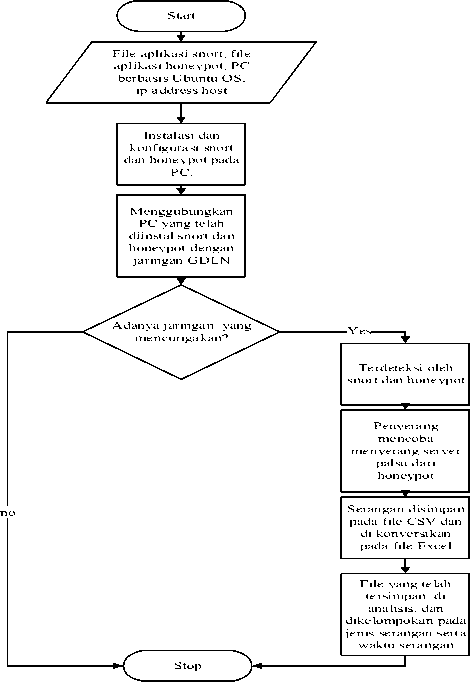 Start
File aplikasi snort, file
aplikasi honeypot, PC
berbasis Ubuntu OS,
ip address host
Instalasi dan
konfigurasi snort
dan honeypot pada
PC.
Menggubungkan
PC yang telah
diinstal snort dan
honeypot dengan
jaringan GDLN
Adanya jaringan yang
mencurigakan?
Yes
Terdeteksi oleh
snort dan honeypot
Penyerang
mencoba
menyerang server
palsu dari
honeypot
no
Serangan disimpan
pada file CSV dan
di konversikan
pada file Excel
File yang telah
tersimpan di
analisis, dan
dikelompokan pada
jenis serangan serta
waktu serangan
Stop